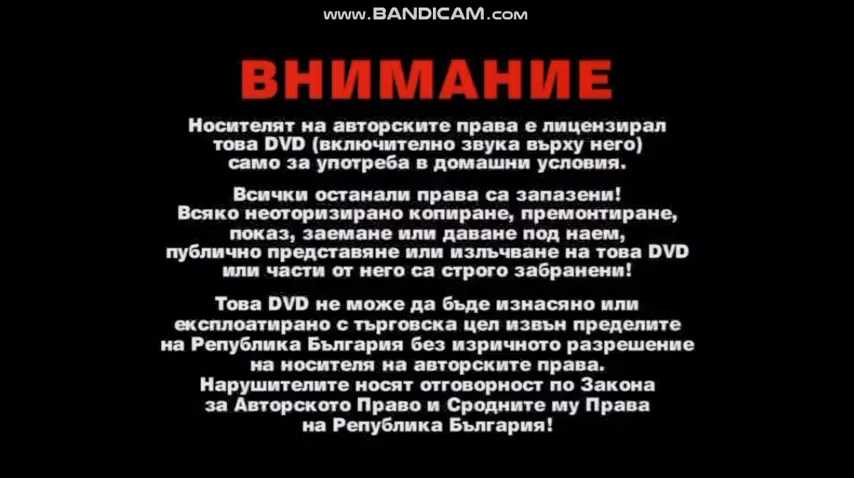 www.BANDICAM.com
ВНИМАНИЕ
Носителят на авторските права е лицензирал
това DVD (включително звука върху него)
само за употреба в домашни условия.
Всички останали права са запазени!
Всяко неоторизирано копиране, премонтиране,
показ, заемане или даване под наем,
публично представяне или излъчване на това DVD
или части от него са строго забранени!
Това DVD не може да бъде изнасяно или
експлоатирано с търговска цел извън пределите
на Република България без изричното разрешение
на носителя на авторските права.
Нарушителите носят отговорност по Закона
за Авторското Право и Сродните му Права
на Република България!